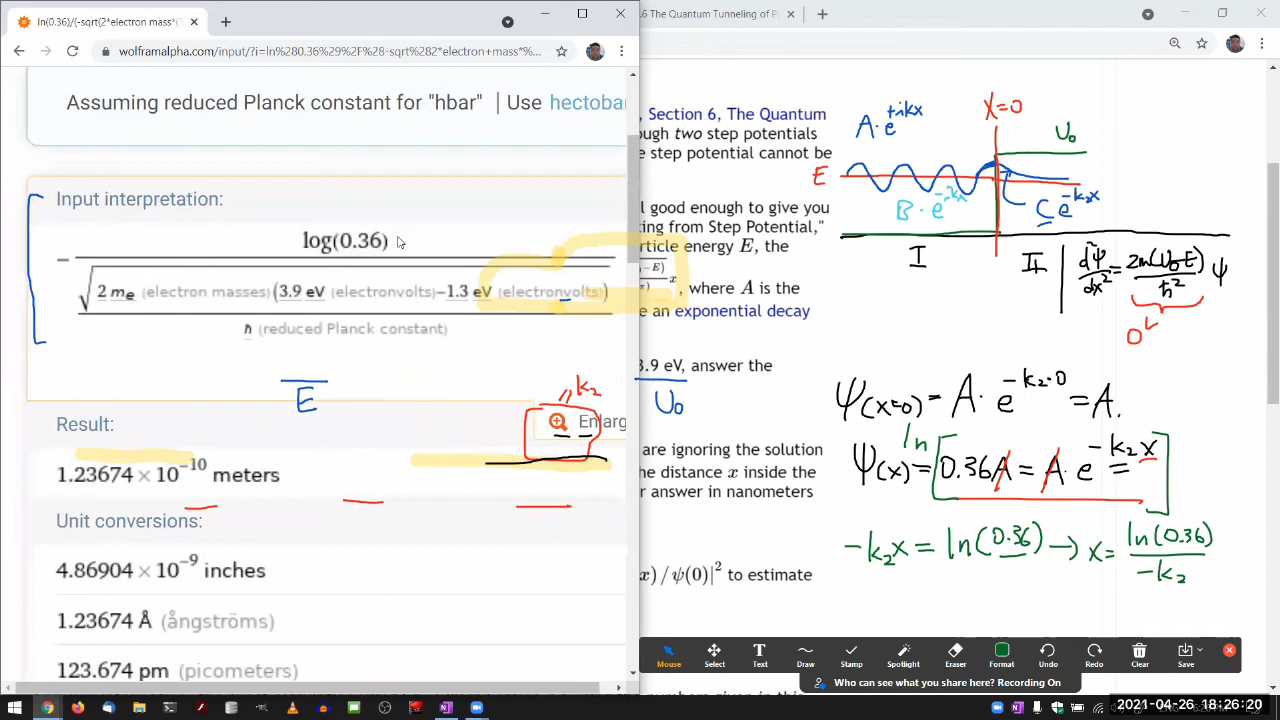 ln(0.36)/(-sqrt(2*electron mass*(
.6 The Quantum Tunneling of P
wolframalpha.com/input/?i=ln%280.36%29%2F%28-sqrt%282*electron+mass*%...
Assuming reduced Planck constant for "hbar" | Use hectoba
Input interpretation:
log(0.36)
− √2 me (electron masses) (3.9 eV (electronvolts)−1.3 eV (electronvolts))
ħ (reduced Planck constant)
E
U₀
k₂
Enlarg
Result:
1.23674 × 10⁻¹⁰ meters
Unit conversions:
4.86904 × 10⁻⁹ inches
1.23674 Å (ångströms)
123.674 pm (picometers)
, Section 6, The Quantum
ough two step potentials
e step potential cannot be
l good enough to give you
ting from Step Potential,"
rticle energy E, the
−E)
x, where A is the
e an exponential decay
3.9 eV, answer the
are ignoring the solution
he distance x inside the
r answer in nanometers
x)/ψ(0)|² to estimate
numbers given in this
A·e^{+ikx}
x=0
U₀
E
B·e^{-ikx}
C e^{-k₂x}
I
II
dψ/dx² = 2m(U₀-E)/ħ² ψ
ψ(x=0) = A·e^{-k₂·0} = A.
ln
ψ(x) = [0.36A = A·e^{-k₂x}]
-k₂x = ln(0.36) → x = ln(0.36)/-k₂
Mouse
Select
Text
Draw
Stamp
Spotlight
Eraser
Format
Undo
Redo
Clear
Save
Who can see what you share here? Recording On
2021-04-26 18:26:20